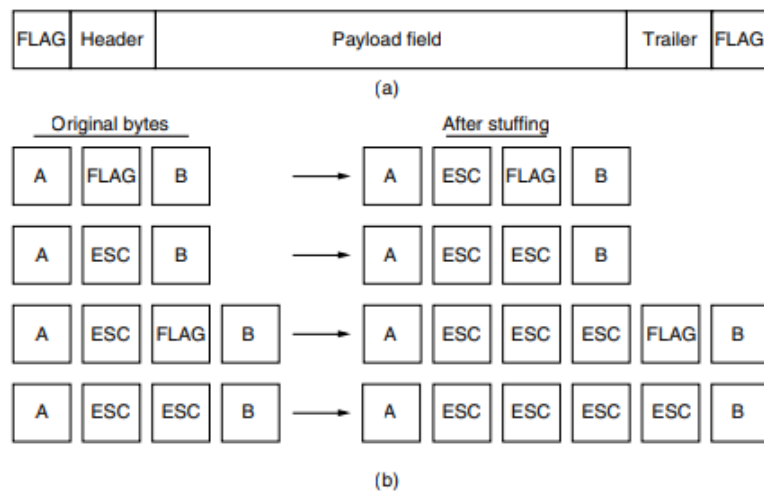 FLAG Header Payload field Trailer FLAG
(a)
Original bytes After stuffing
A FLAG B A ESC FLAG B
A ESC B A ESC ESC B
A ESC FLAG B A ESC ESC ESC FLAG B
A ESC ESC B A ESC ESC ESC ESC B
(b)